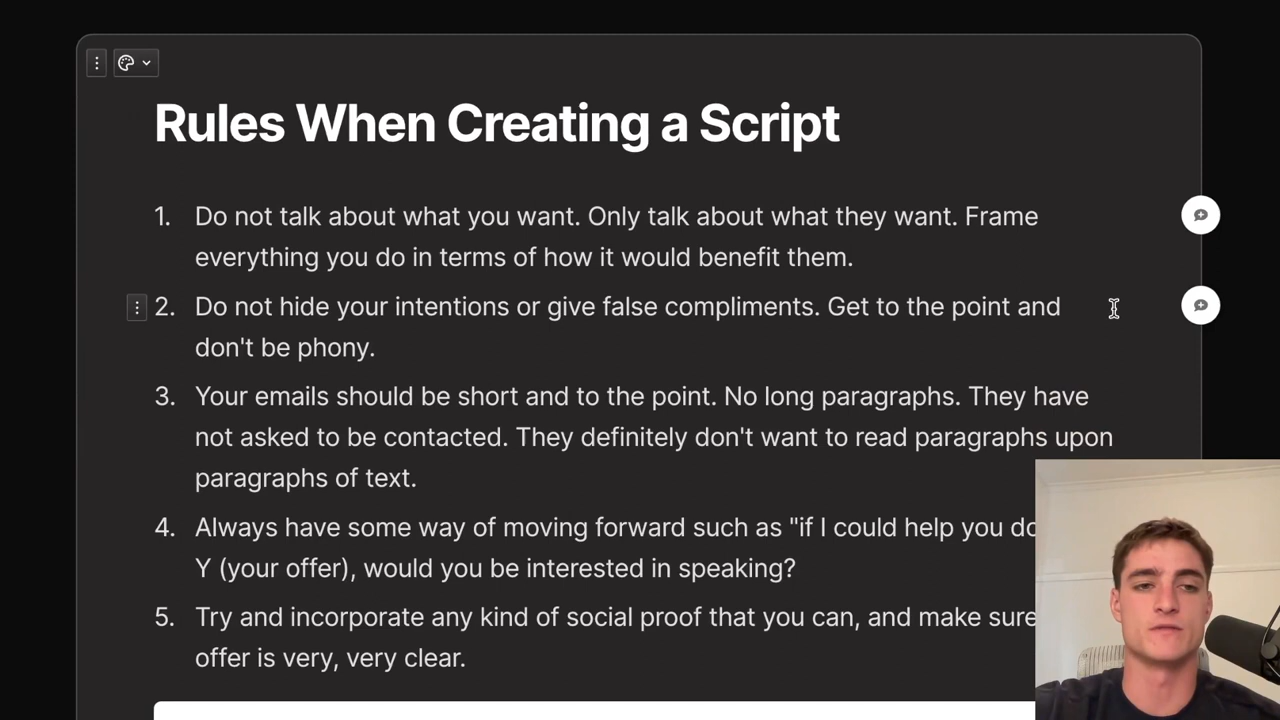 Rules When Creating a Script
1. Do not talk about what you want. Only talk about what they want. Frame
everything you do in terms of how it would benefit them.
2. Do not hide your intentions or give false compliments. Get to the point and
don't be phony.
3. Your emails should be short and to the point. No long paragraphs. They have
not asked to be contacted. They definitely don't want to read paragraphs upon
paragraphs of text.
4. Always have some way of moving forward such as "if I could help you do
Y (your offer), would you be interested in speaking?
5. Try and incorporate any kind of social proof that you can, and make sure
offer is very, very clear.